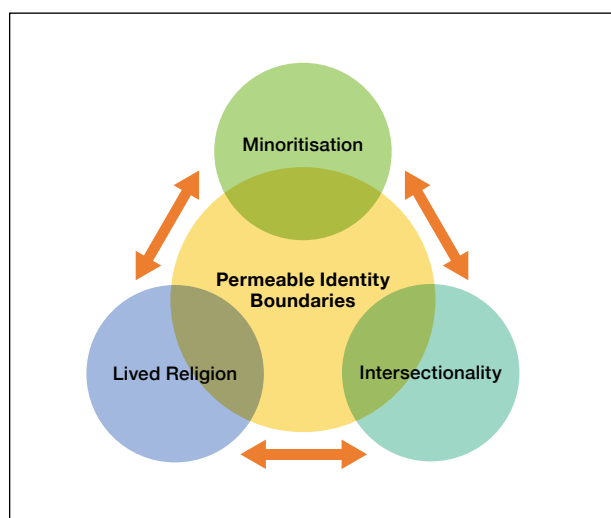 Minoritisation
Permeable Identity
Boundaries
Lived Religion
Intersectionality